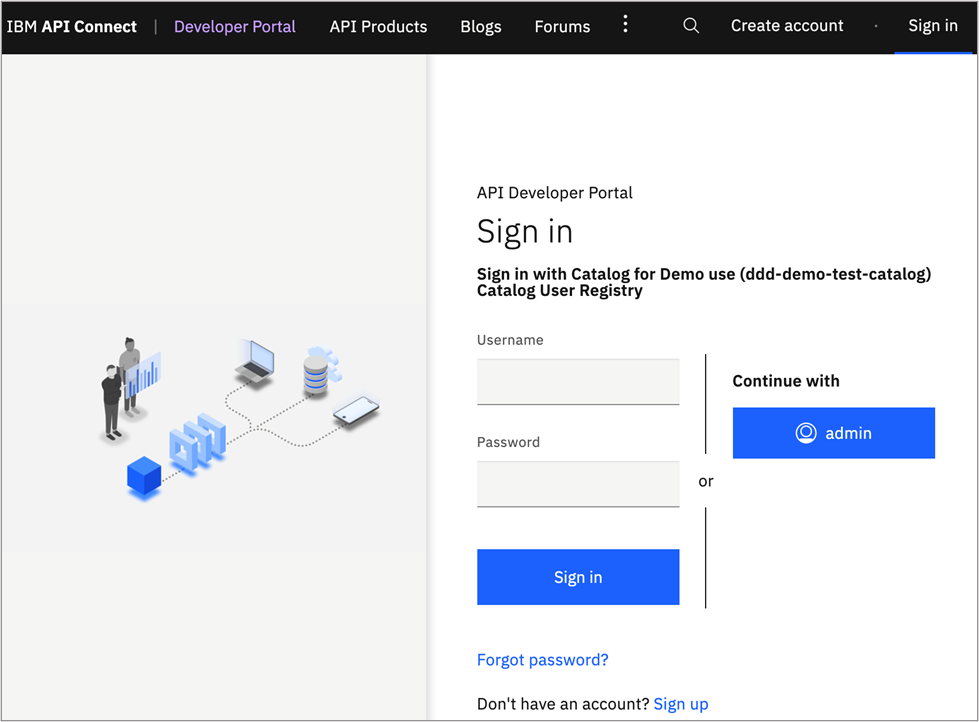 IBM API Connect | Developer Portal API Products Blogs Forums Create account Sign in
API Developer Portal
Sign in
Sign in with Catalog for Demo use (ddd-demo-test-catalog)
Catalog User Registry
Username
Password
Sign in
or
Continue with
admin
Forgot password?
Don't have an account? Sign up